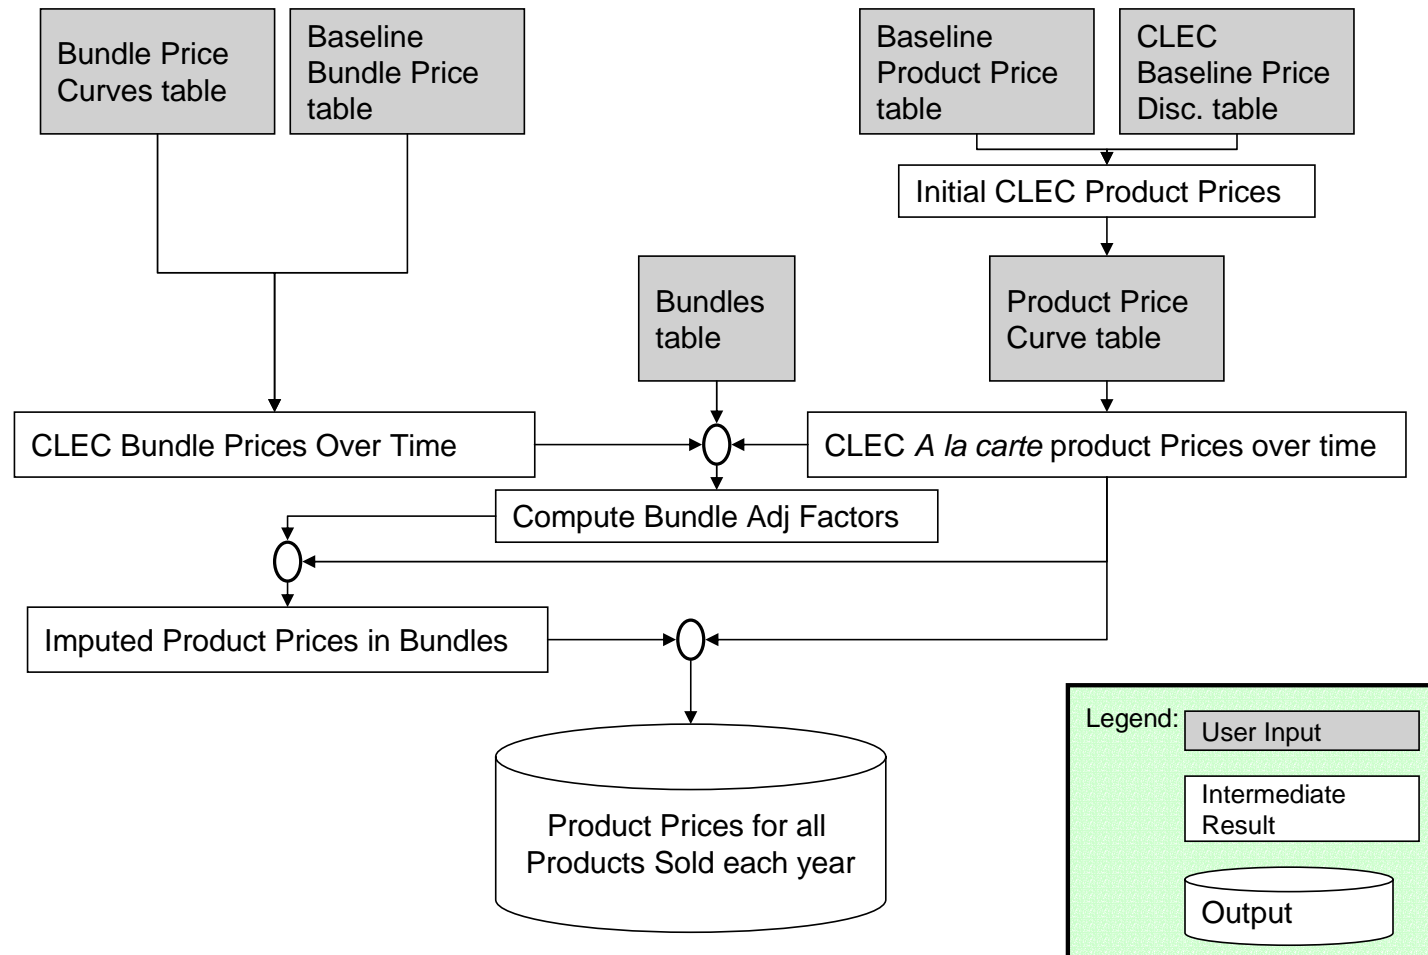 Bundle Price
Curves table
Baseline
Bundle Price
table
Baseline
Product Price
table
CLEC
Baseline Price
Disc. table
Initial CLEC Product Prices
Bundles
table
Product Price
Curve table
CLEC Bundle Prices Over Time
CLEC A la carte product Prices over time
Compute Bundle Adj Factors
Imputed Product Prices in Bundles
Product Prices for all
Products Sold each year
Legend:
User Input
Intermediate
Result
Output